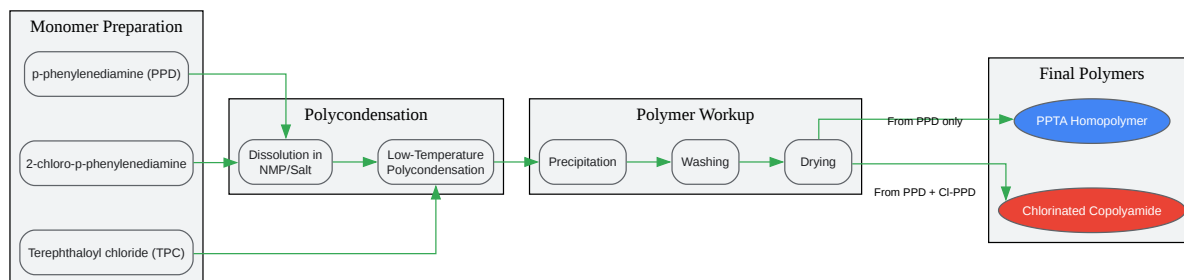 Monomer Preparation
p-phenylenediamine (PPD)
2-chloro-p-phenylenediamine
Terephthaloyl chloride (TPC)
Polycondensation
Dissolution in
NMP/Salt
Low-Temperature
Polycondensation
Polymer Workup
Precipitation
Washing
Drying
From PPD only
From PPD + Cl-PPD
Final Polymers
PPTA Homopolymer
Chlorinated Copolyamide